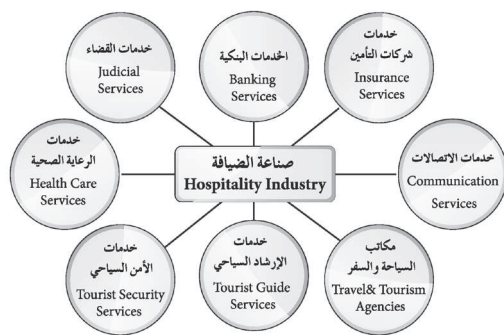 خدمات القضاء
Judicial
Services
الخدمات البنكية
Banking
Services
خدمات
شركات التأمين
Insurance
Services
خدمات
الرعاية الصحية
Health Care
Services
صناعة الضيافة
Hospitality Industry
خدمات الاتصالات
Communication
Services
خدمات
الأمن السياحي
Tourist Security
Services
خدمات
الإرشاد السياحي
Tourist Guide
Services
مكاتب
السياحة والسفر
Travel& Tourism
Agencies